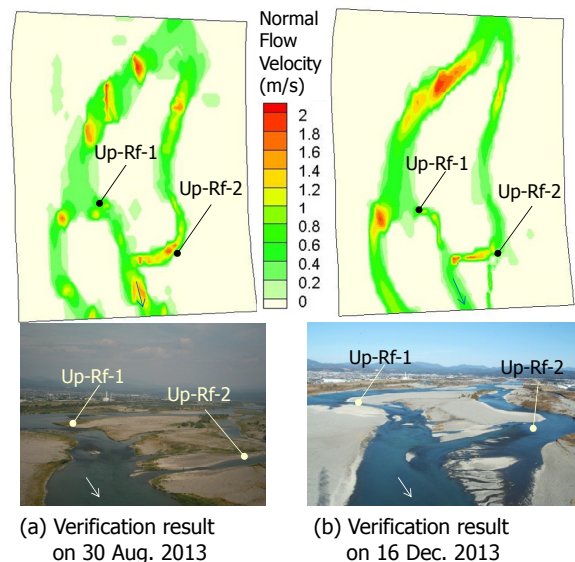 Normal
Flow
Velocity
(m/s)
2
1.8
1.6
1.4
1.2
1
0.8
0.6
0.4
0.2
0
Up-Rf-1
Up-Rf-2
Up-Rf-1
Up-Rf-2
Up-Rf-1
Up-Rf-2
Up-Rf-1
Up-Rf-2
(a) Verification result
on 30 Aug. 2013
(b) Verification result
on 16 Dec. 2013